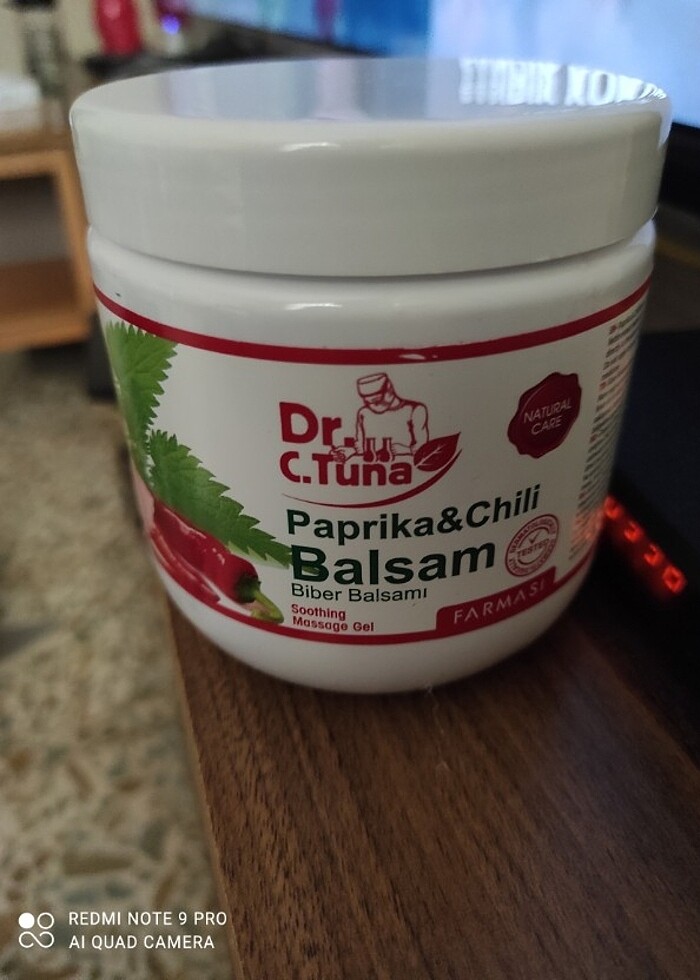 Dr.
C.Tuna
NATURAL
CARE
Paprika&Chili
Balsam
TESTED
Biber Balsamı
Soothing
Massage Gel
FARMASI
REDMI NOTE 9 PRO
AI QUAD CAMERA